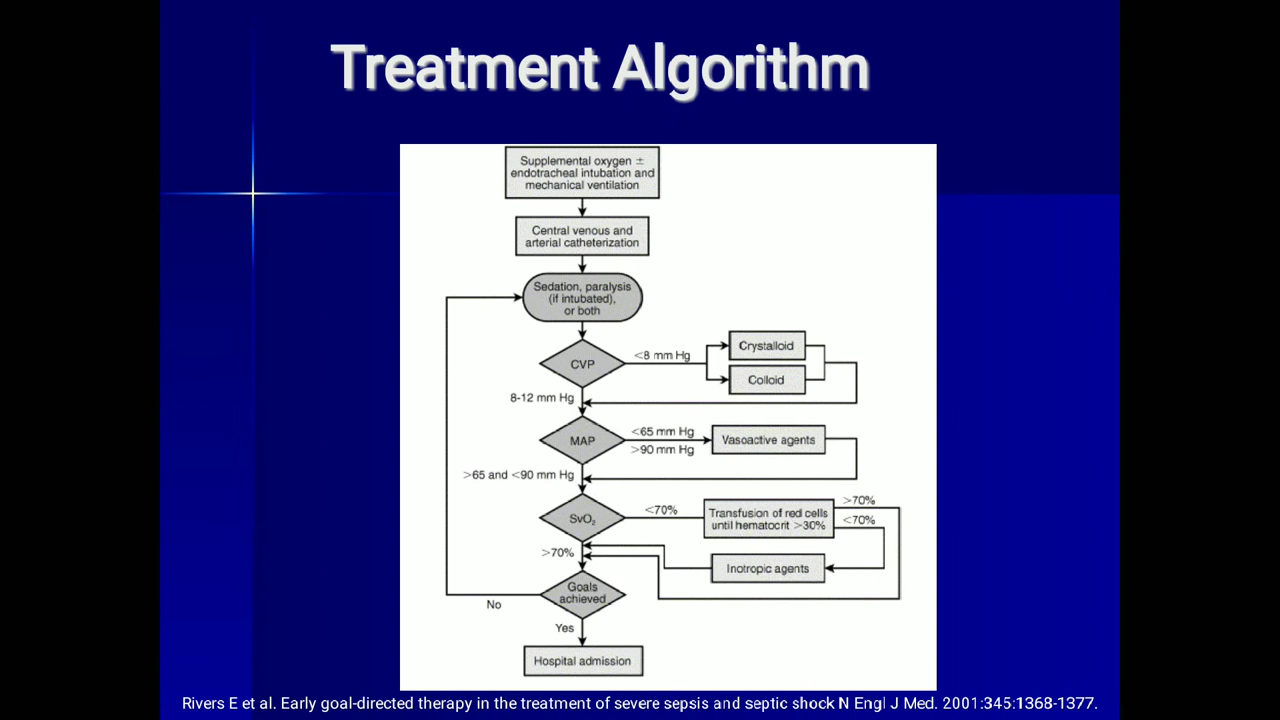 Treatment Algorithm
Supplemental oxygen ±
endotracheal intubation and
mechanical ventilation
Central venous and
arterial catheterization
Sedation, paralysis
(if intubated),
or both
CVP
<8 mm Hg
Crystalloid
Colloid
8-12 mm Hg
MAP
<65 mm Hg
>90 mm Hg
Vasoactive agents
>65 and <90 mm Hg
SvO₂
<70%
Transfusion of red cells
until hematocrit >30%
>70%
<70%
>70%
Inotropic agents
Goals
achieved
No
Yes
Hospital admission
Rivers E et al. Early goal-directed therapy in the treatment of severe sepsis and septic shock N Engl J Med. 2001:345:1368-1377.